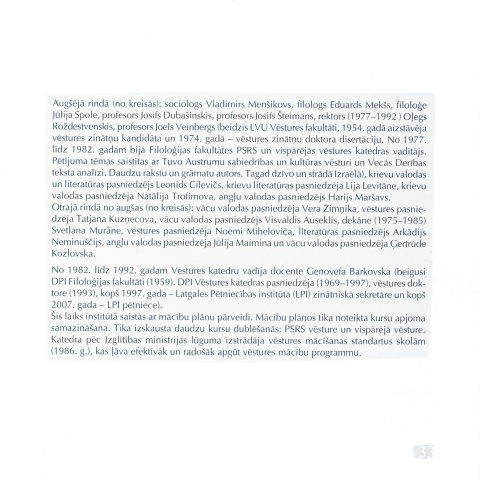 Augšējā rindā (no kreisās): sociologs Vladimirs Menšikovs, filologs Eduards Mekšs, filoloģe
Jūlija Spole, profesors Josifs Dubašinskis, profesors Josifs Šteimans, rektors (1977–1992 ) Oļegs
Roždestvenskis, profesors Joels Veinbergs (beidzis LVU Vēstures fakultāti, 1954. gadā aizstāvēja
vēstures zinātņu kandidāta un 1974. gadā – vēstures zinātņu doktora disertāciju. No 1977.
līdz 1982. gadam bija Filoloģijas fakultātes PSRS un vispārējās vēstures katedras vadītājs.
Pētījuma tēmas saistītas ar Tuvo Austrumu sabiedrības un kultūras vēsturi un Vecās Derības
teksta analīzi. Daudzu rakstu un grāmatu autors. Tagad dzīvo un strādā Izraēlā), krievu valodas
un literatūras pasniedzējs Leonīds Cilevičs, krievu literatūras pasniedzēja Lija Levitāne, krievu
valodas pasniedzēja Natālija Trofimova, angļu valodas pasniedzējs Harijs Maršavs.
Otrajā rindā no augšas (no kreisās): vācu valodas pasniedzēja Vera Zimņika, vēstures pasnie-
dzēja Tatjana Kuzņecova, vācu valodas pasniedzējs Visvaldis Auseklis, dekāne (1975–1985)
Svetlana Murāne, vēstures pasniedzēja Noemi Miheloviča, literatūras pasniedzējs Arkādijs
Ņeminuščijs, angļu valodas pasniedzēja Jūlija Maimina un vācu valodas pasniedzēja Ģertrūde
Kozlovska.
No 1982. līdz 1992. gadam Vēstures katedru vadīja docente Genovefa Barkovska (beigusi
DPI Filoloģijas fakultāti (1959). DPI Vēstures katedras pasniedzēja (1969–1997), vēstures dok-
tore (1993), kopš 1997. gada – Latgales Pētniecības institūta (LPI) zinātniskā sekretāre un kopš
2007. gada – LPI pētniece).
Šis laiks institūtā saistās ar mācību plānu pārveidi. Mācību plānos tika noteikta kursu apjoma
samazināšana. Tika izskausta daudzu kursu dublēšanās: PSRS vēsture un vispārējā vēsture.
Katedra pēc Izglītības ministrijas lūguma izstrādāja vēstures mācīšanas standartus skolām
(1986. g.), kas ļāva efektīvāk un radošāk apgūt vēstures mācību programmu.
3